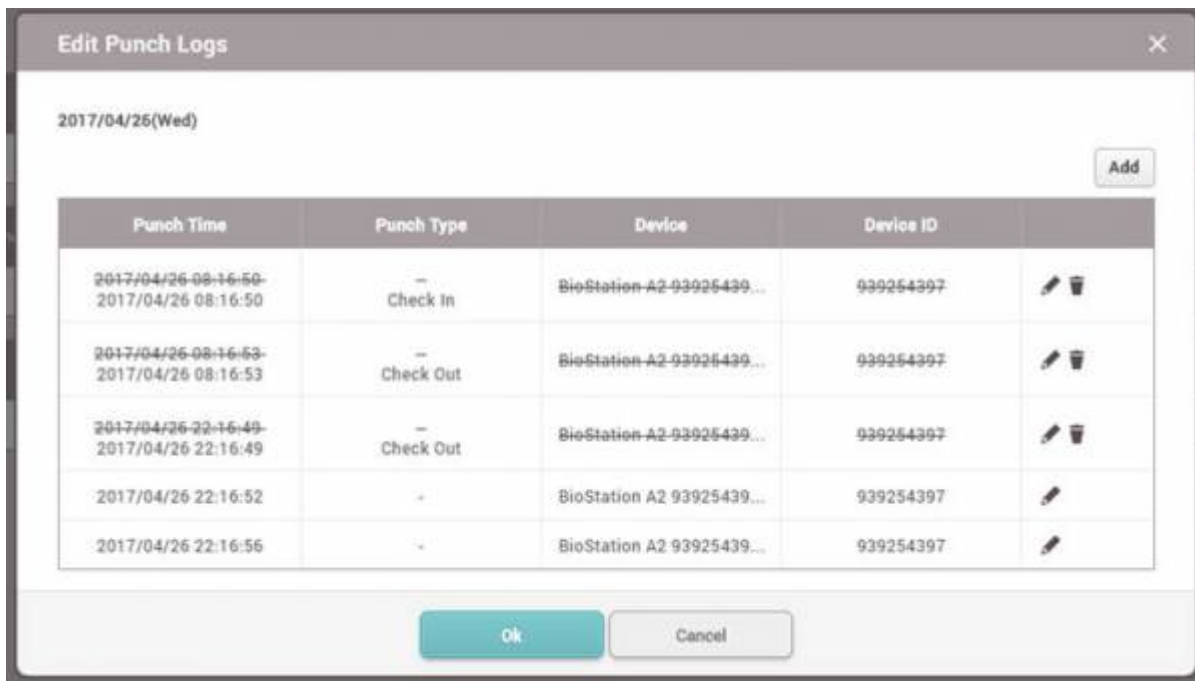 Edit Punch Logs
2017/04/26(Wed)
Add
Punch Time Punch Type Device Device ID
2017/04/26 08:16:50 - BioStation A2 93925439... 939254397
2017/04/26 08:16:50 Check In
2017/04/26 08:16:53 - BioStation A2 93925439... 939254397
2017/04/26 08:16:53 Check Out
2017/04/26 22:16:49 - BioStation A2 93925439... 939254397
2017/04/26 22:16:49 Check Out
2017/04/26 22:16:52 - BioStation A2 93925439... 939254397
2017/04/26 22:16:56 - BioStation A2 93925439... 939254397
Ok Cancel